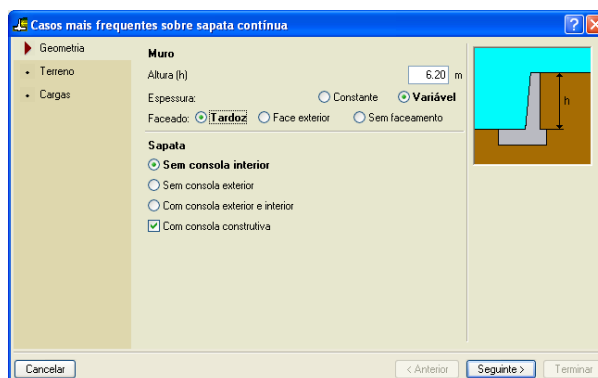 Casos mais frequentes sobre sapata contínua
Geometria
Terreno
Cargas
Muro
Altura (h) 6.20 m
Espessura: Constante Variável
Faceado: Tardoz Face exterior Sem faceamento
Sapata
Sem consola interior
Sem consola exterior
Com consola exterior e interior
Com consola construtiva
h
Cancelar < Anterior Seguinte > Terminar